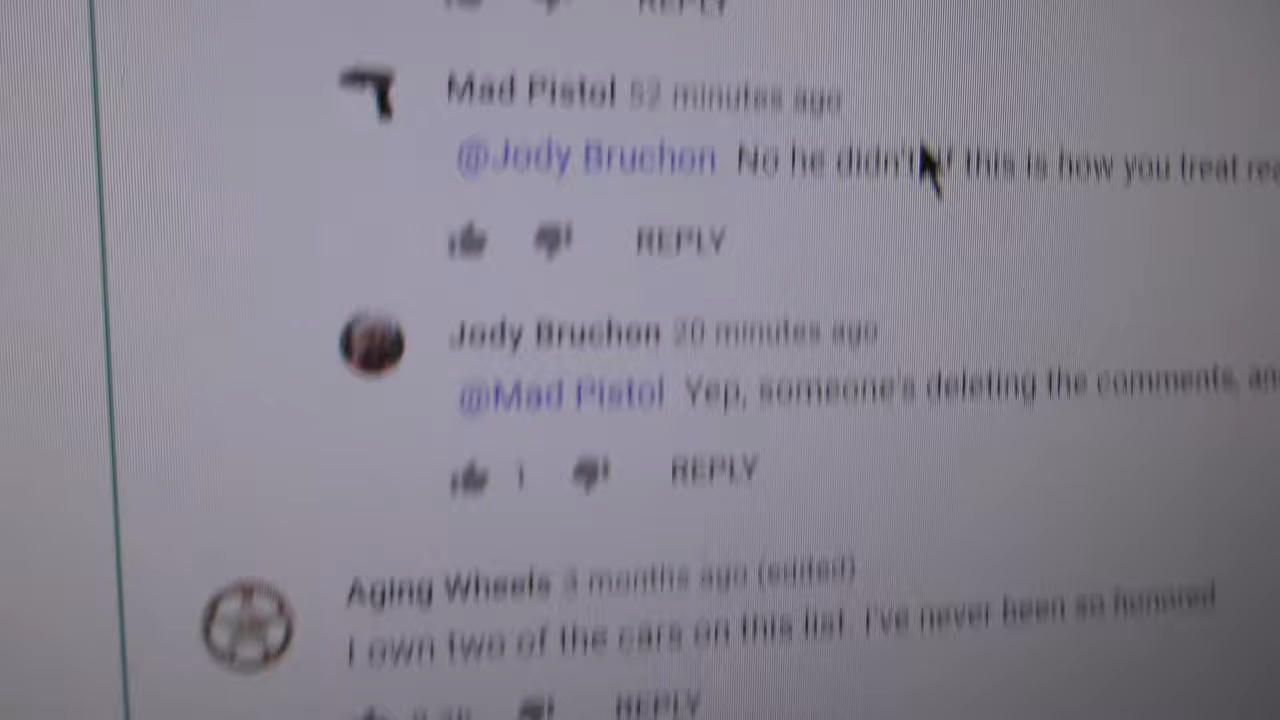 REPLY
Mad Pistol 52 minutes ago
@Jody Bruchon No he didn't. If this is how you treat
REPLY
Jody Bruchon 20 minutes ago
@Mad Pistol Yep, someone's deleting the comments,
1 REPLY
Aging Wheels 3 months ago (edited)
I own two of the cars on this list. I've never been so honored
REPLY